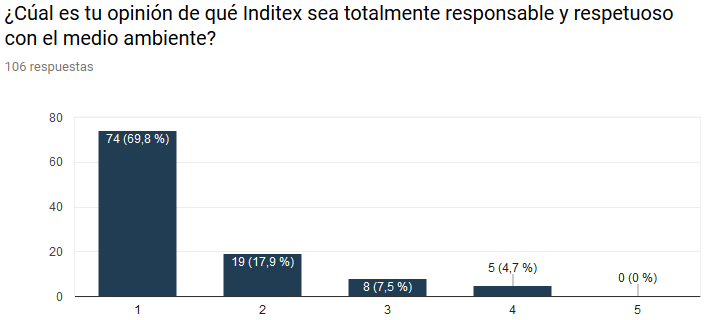 ¿Cúal es tu opinión de qué Inditex sea totalmente responsable y respetuoso
con el medio ambiente?
106 respuestas
80
60
40
20
0
74 (69,8 %)
19 (17,9 %)
8 (7,5 %)
5 (4,7 %)
0 (0 %)
1 2 3 4 5